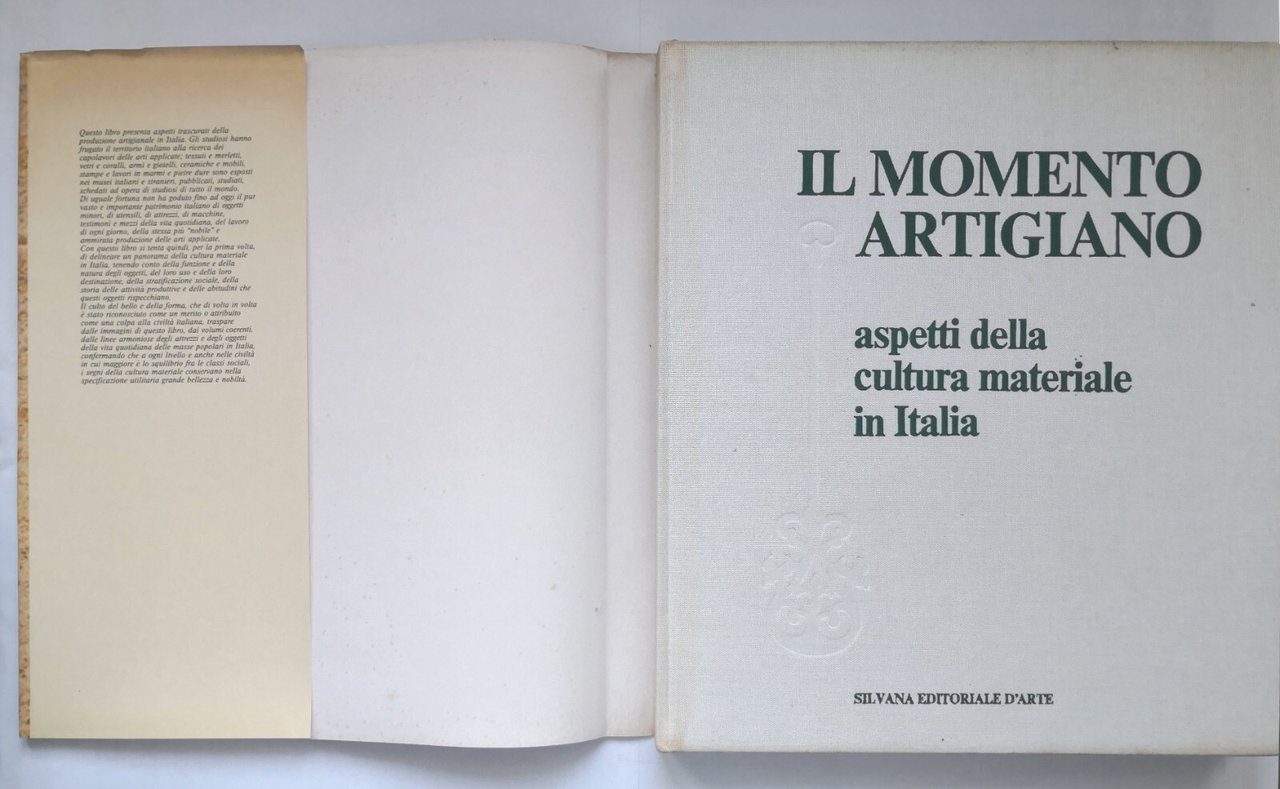 Questo libro presenta aspetti trascurati della
produzione artigianale in Italia. Gli studiosi hanno
frugato il territorio italiano alla ricerca dei
capolavori delle arti applicate; tessuti e merletti,
vetri e coralli, armi e gioielli, ceramiche e mobili,
stampe e lavori in marmi e pietre dure sono esposti
nei musei italiani e stranieri, pubblicati, studiati,
schedati ad opera di studiosi di tutto il mondo.
Di uguale fortuna non ha goduto fino ad oggi il pur
vasto e importante patrimonio italiano di oggetti
minori, di utensili, di attrezzi, di macchine,
testimoni e mezzi della vita quotidiana, del lavoro
di ogni giorno, della stessa più "nobile" e
ammirata produzione delle arti applicate.
Con questo libro si tenta quindi, per la prima volta,
di delineare un panorama della cultura materiale
in Italia, tenendo conto della funzione e della
natura degli oggetti, del loro uso e della loro
destinazione, della stratificazione sociale, della
storia delle attività produttive e delle abitudini che
questi oggetti rispecchiano.
Il culto del bello e della forma, che di volta in volta
è stato riconosciuto come un merito o attribuito
come una colpa alla civiltà italiana, traspare
dalle immagini di questo libro, dai volumi coerenti,
dalle linee armoniose degli attrezzi e degli oggetti
della vita quotidiana delle masse popolari in Italia,
confermando che a ogni livello e anche nelle civiltà
in cui maggiore è lo squilibrio fra le classi sociali,
i segni della cultura materiale conservano nella
specificazione utilitaria grande bellezza e nobiltà.
IL MOMENTO
ARTIGIANO
aspetti della
cultura materiale
in Italia
SILVANA EDITORIALE D'ARTE